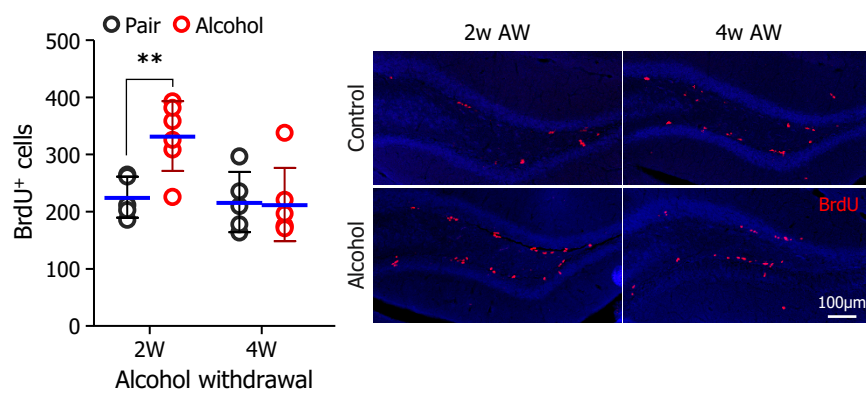 Pair Alcohol
500
400
300
200
100
0
BrdU⁺ cells
**
2W 4W
Alcohol withdrawal
2w AW 4w AW
Control
Alcohol
BrdU
100µm